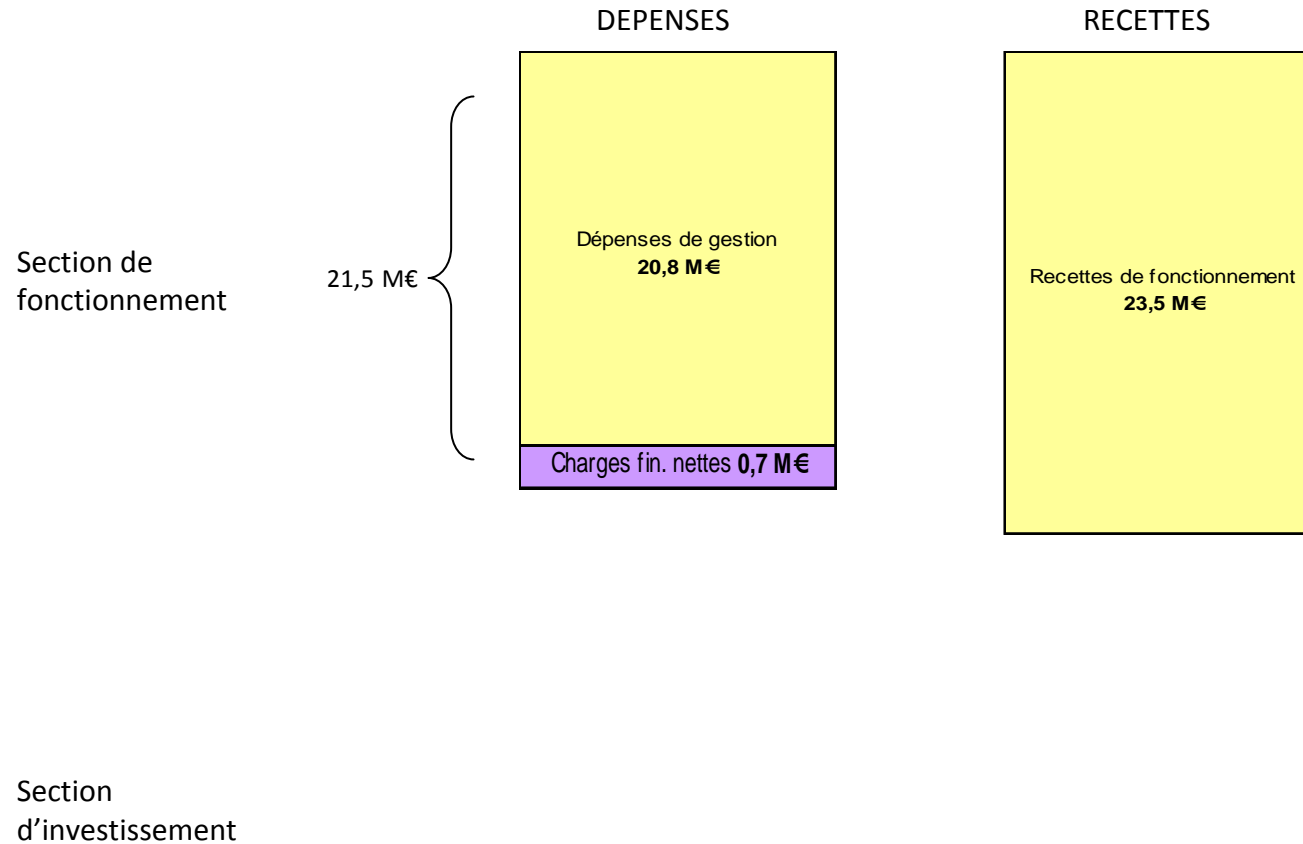 DEPENSES
RECETTES
Section de
fonctionnement
21,5 M€
Dépenses de gestion
20,8 M€
Charges fin. nettes 0,7 M€
Recettes de fonctionnement
23,5 M€
Section
d’investissement